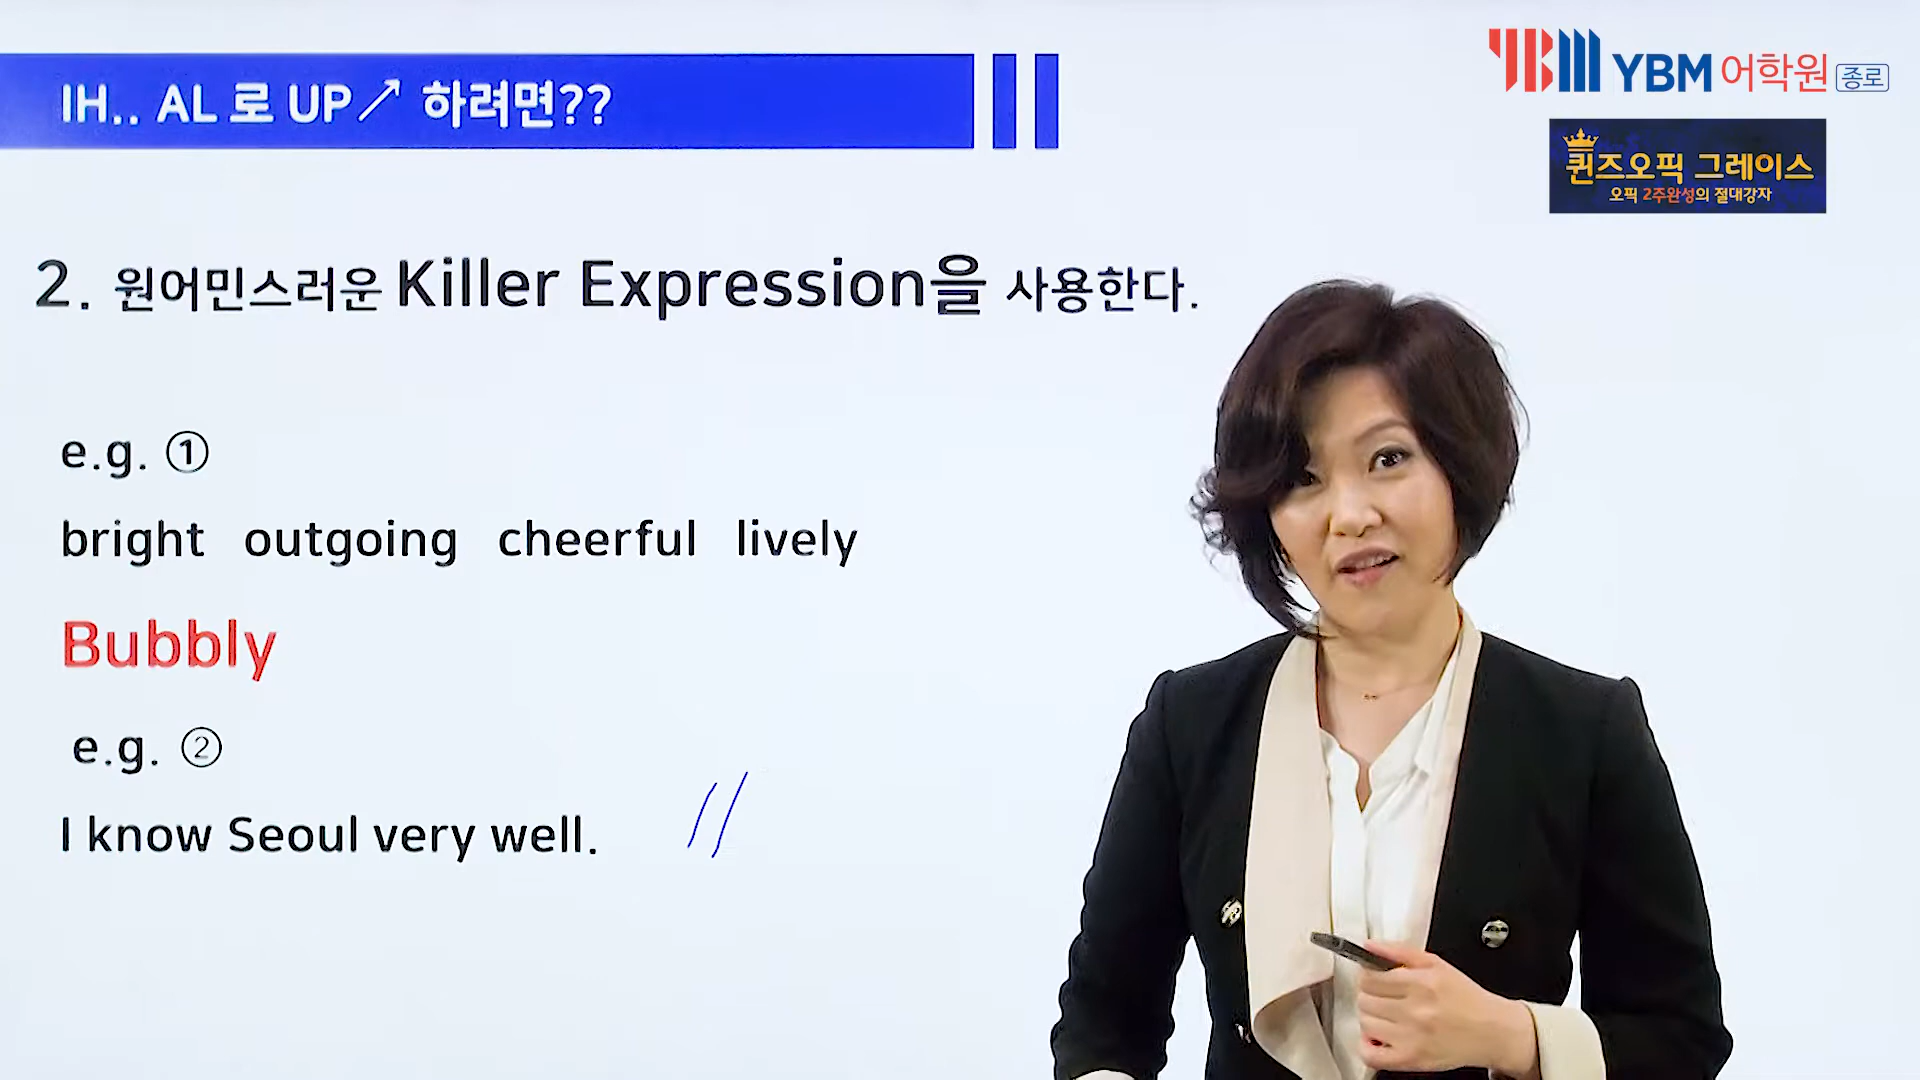 IH.. AL 로 UP↗ 하려면??
YBM YBM 어학원 종로
퀸즈오픽 그레이스
오픽 2주완성의 절대강자
2. 원어민스러운 Killer Expression을 사용한다.
e.g. ①
bright outgoing cheerful lively
Bubbly
e.g. ②
I know Seoul very well.